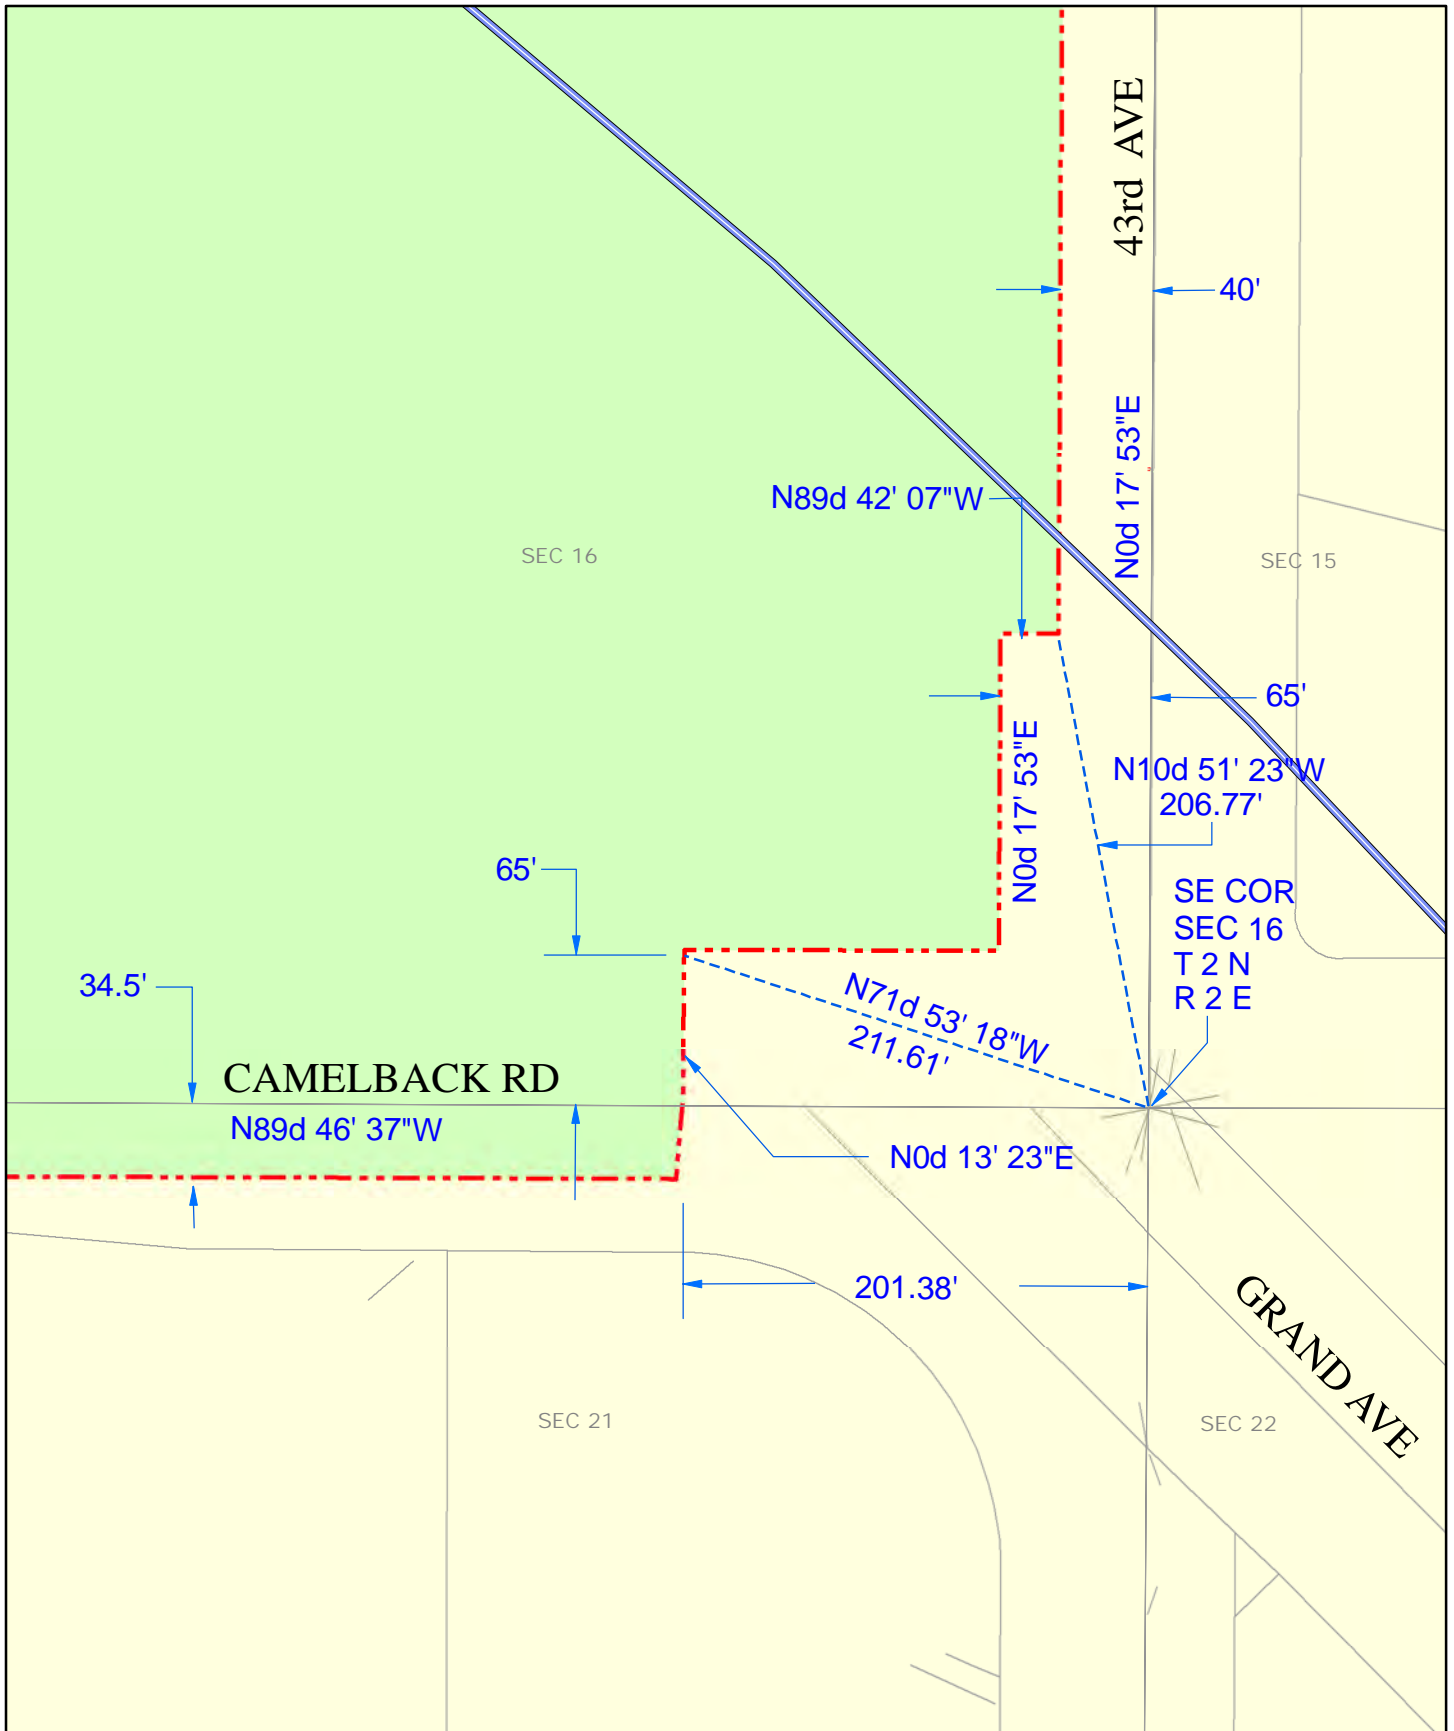 43rd AVE
40'
N0d 17' 53"E
N89d 42' 07"W
SEC 16
SEC 15
65'
N0d 17' 53"E
N10d 51' 23"W
206.77'
65'
SE COR
SEC 16
T 2 N
R 2 E
34.5'
N71d 53' 18"W
211.61'
CAMELBACK RD
N89d 46' 37"W
N0d 13' 23"E
201.38'
GRAND AVE
SEC 21
SEC 22